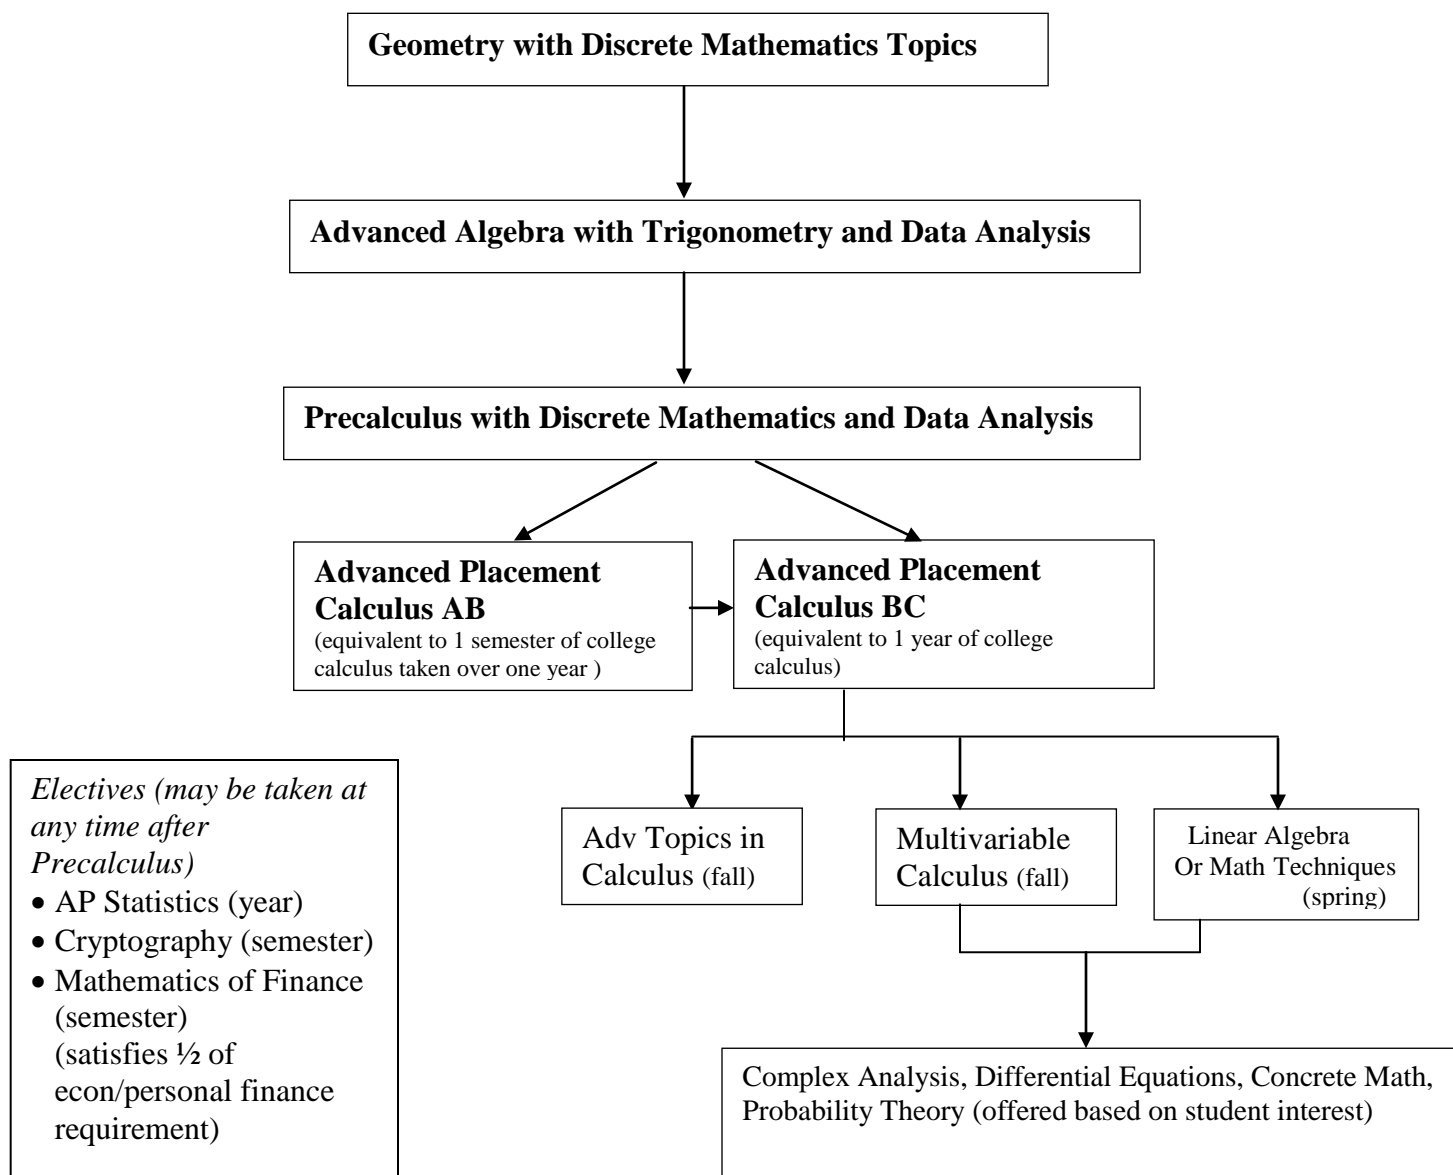 Geometry with Discrete Mathematics Topics
Advanced Algebra with Trigonometry and Data Analysis
Precalculus with Discrete Mathematics and Data Analysis
Advanced Placement
Calculus AB
(equivalent to 1 semester of college
calculus taken over one year )
Advanced Placement
Calculus BC
(equivalent to 1 year of college
calculus)
Electives (may be taken at
any time after
Precalculus)
• AP Statistics (year)
• Cryptography (semester)
• Mathematics of Finance
(semester)
(satisfies ½ of
econ/personal finance
requirement)
Adv Topics in
Calculus (fall)
Multivariable
Calculus (fall)
Linear Algebra
Or Math Techniques
(spring)
Complex Analysis, Differential Equations, Concrete Math,
Probability Theory (offered based on student interest)